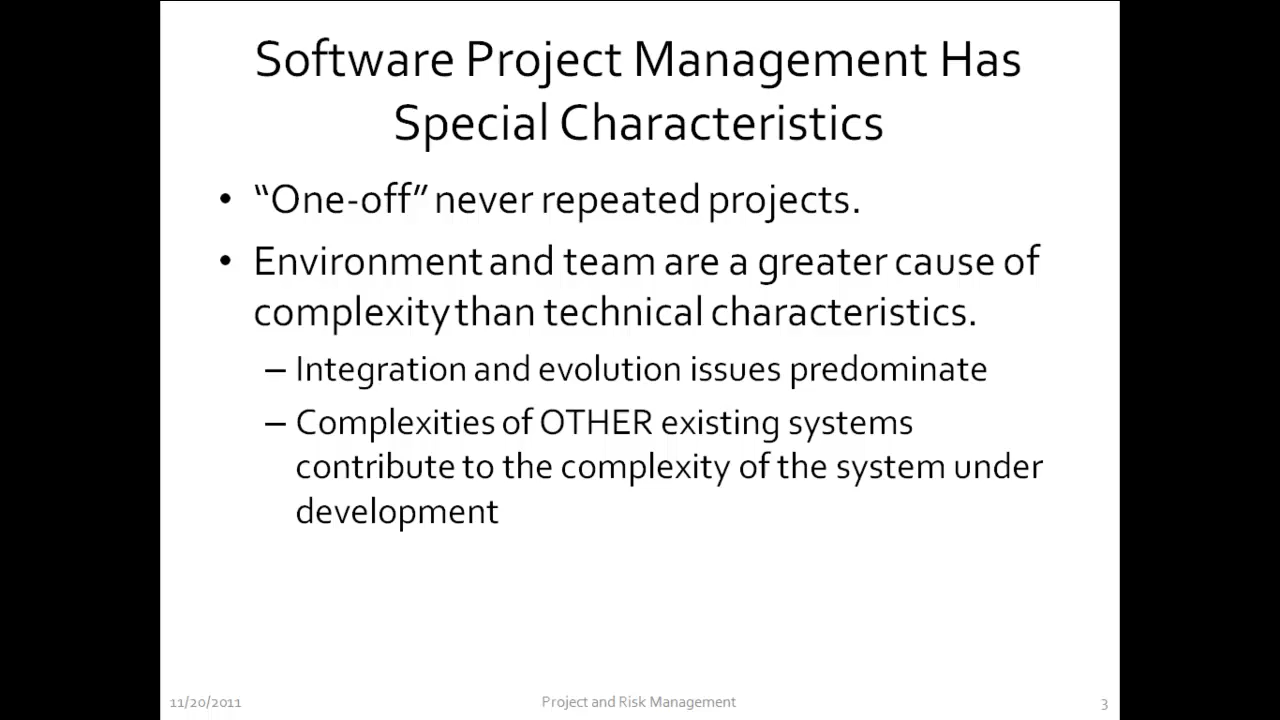 Software Project Management Has
Special Characteristics
• “One-off” never repeated projects.
• Environment and team are a greater cause of
complexity than technical characteristics.
– Integration and evolution issues predominate
– Complexities of OTHER existing systems
contribute to the complexity of the system under
development
11/20/2011
Project and Risk Management
3